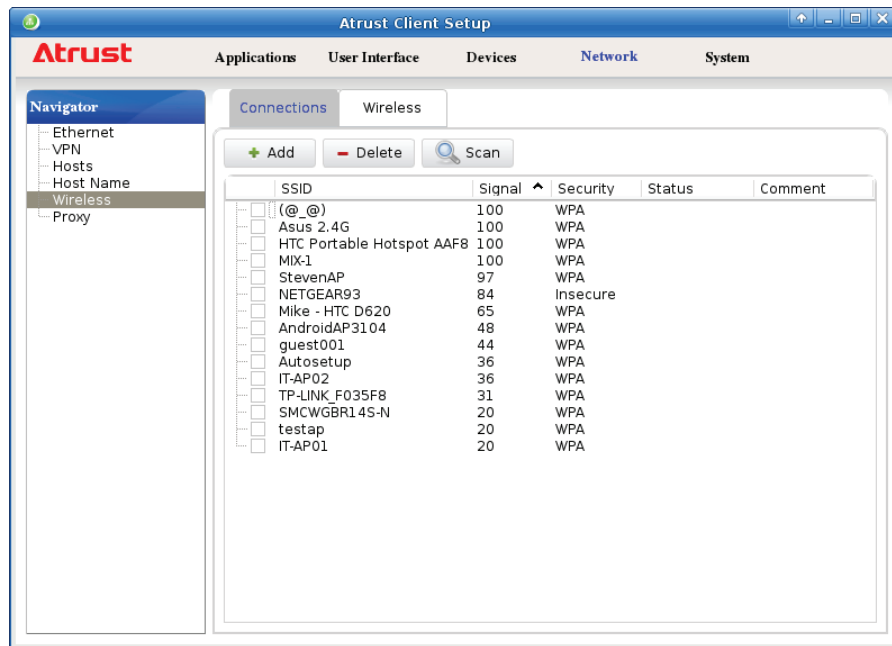 Atrust Client Setup
Atrust Applications User Interface Devices Network System
Navigator
Ethernet
VPN
Hosts
Host Name
Wireless
Proxy
Connections Wireless
Add Delete Scan
SSID Signal Security Status Comment
(@_@) 100 WPA
Asus 2.4G 100 WPA
HTC Portable Hotspot AAF8 100 WPA
MIX-1 100 WPA
StevenAP 97 WPA
NETGEAR93 84 Insecure
Mike - HTC D620 65 WPA
AndroidAP3104 48 WPA
guest001 44 WPA
Autosetup 36 WPA
IT-AP02 36 WPA
TP-LINK_F035F8 31 WPA
SMCWGBR14S-N 20 WPA
testap 20 WPA
IT-AP01 20 WPA